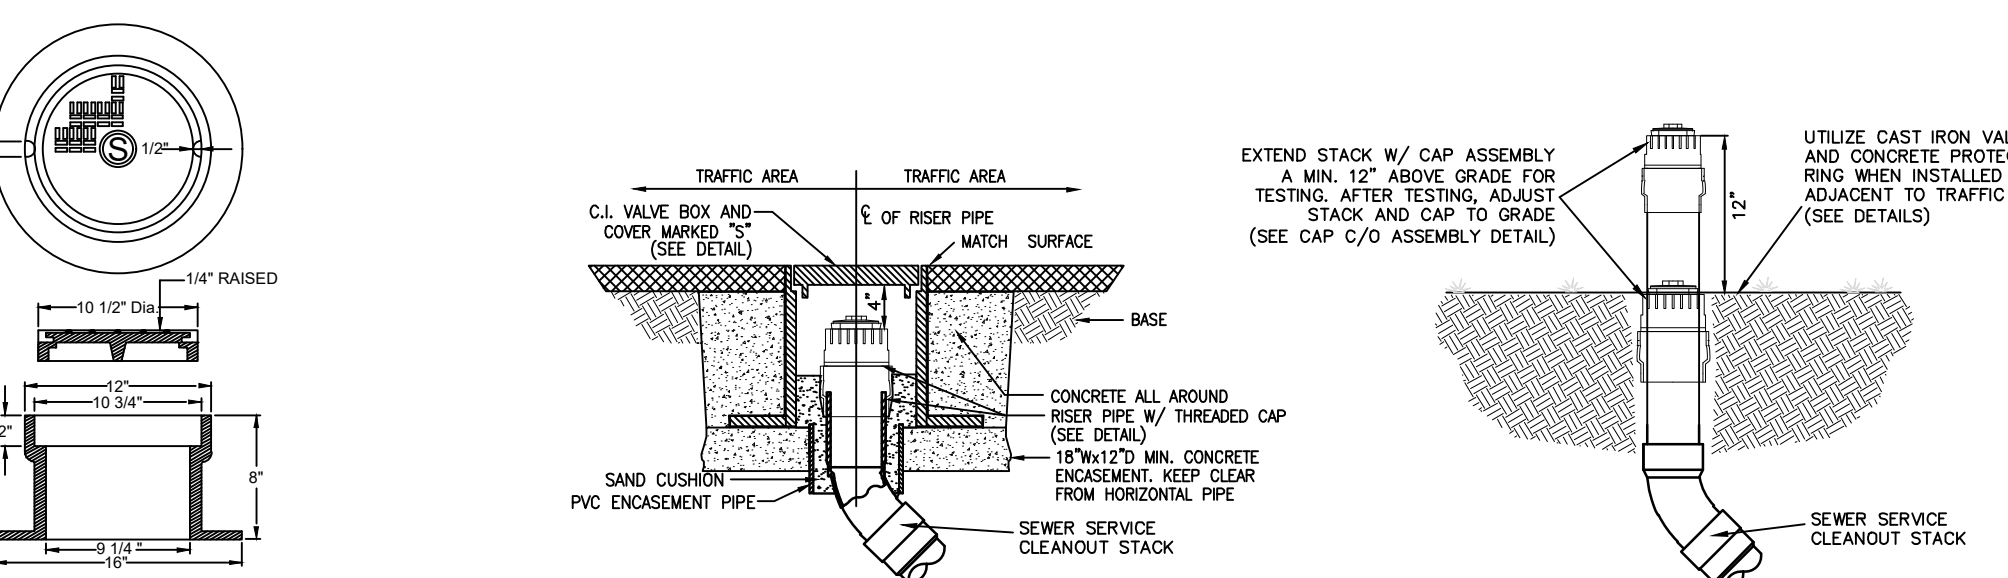 S
1/2"
1/4" RAISED
10 1/2" Dia.
12"
10 3/4"
2"
8"
9 1/4 "
16"
TRAFFIC AREA
TRAFFIC AREA
C.I. VALVE BOX AND
COVER MARKED "S"
(SEE DETAIL)
℄ OF RISER PIPE
MATCH SURFACE
4"
BASE
CONCRETE ALL AROUND
RISER PIPE W/ THREADED CAP
(SEE DETAIL)
18"Wx12"D MIN. CONCRETE
ENCASEMENT. KEEP CLEAR
FROM HORIZONTAL PIPE
SAND CUSHION
PVC ENCASEMENT PIPE
SEWER SERVICE
CLEANOUT STACK
EXTEND STACK W/ CAP ASSEMBLY
A MIN. 12" ABOVE GRADE FOR
TESTING. AFTER TESTING, ADJUST
STACK AND CAP TO GRADE
(SEE CAP C/O ASSEMBLY DETAIL)
12"
UTILIZE CAST IRON VAL
AND CONCRETE PROTEC
RING WHEN INSTALLED
ADJACENT TO TRAFFIC
(SEE DETAILS)
SEWER SERVICE
CLEANOUT STACK